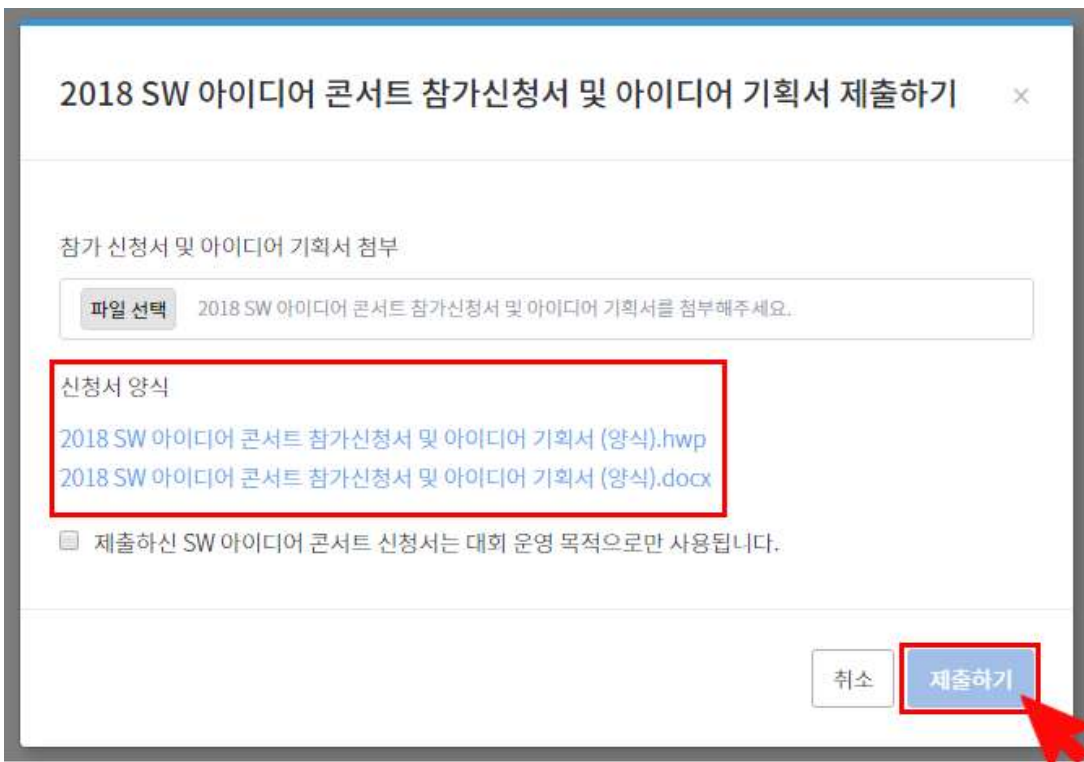 2018 SW 아이디어 콘서트 참가신청서 및 아이디어 기획서 제출하기 ×
참가 신청서 및 아이디어 기획서 첨부
파일 선택 2018 SW 아이디어 콘서트 참가신청서 및 아이디어 기획서를 첨부해주세요.
신청서 양식
2018 SW 아이디어 콘서트 참가신청서 및 아이디어 기획서 (양식).hwp
2018 SW 아이디어 콘서트 참가신청서 및 아이디어 기획서 (양식).docx
제출하신 SW 아이디어 콘서트 신청서는 대회 운영 목적으로만 사용됩니다.
취소 제출하기